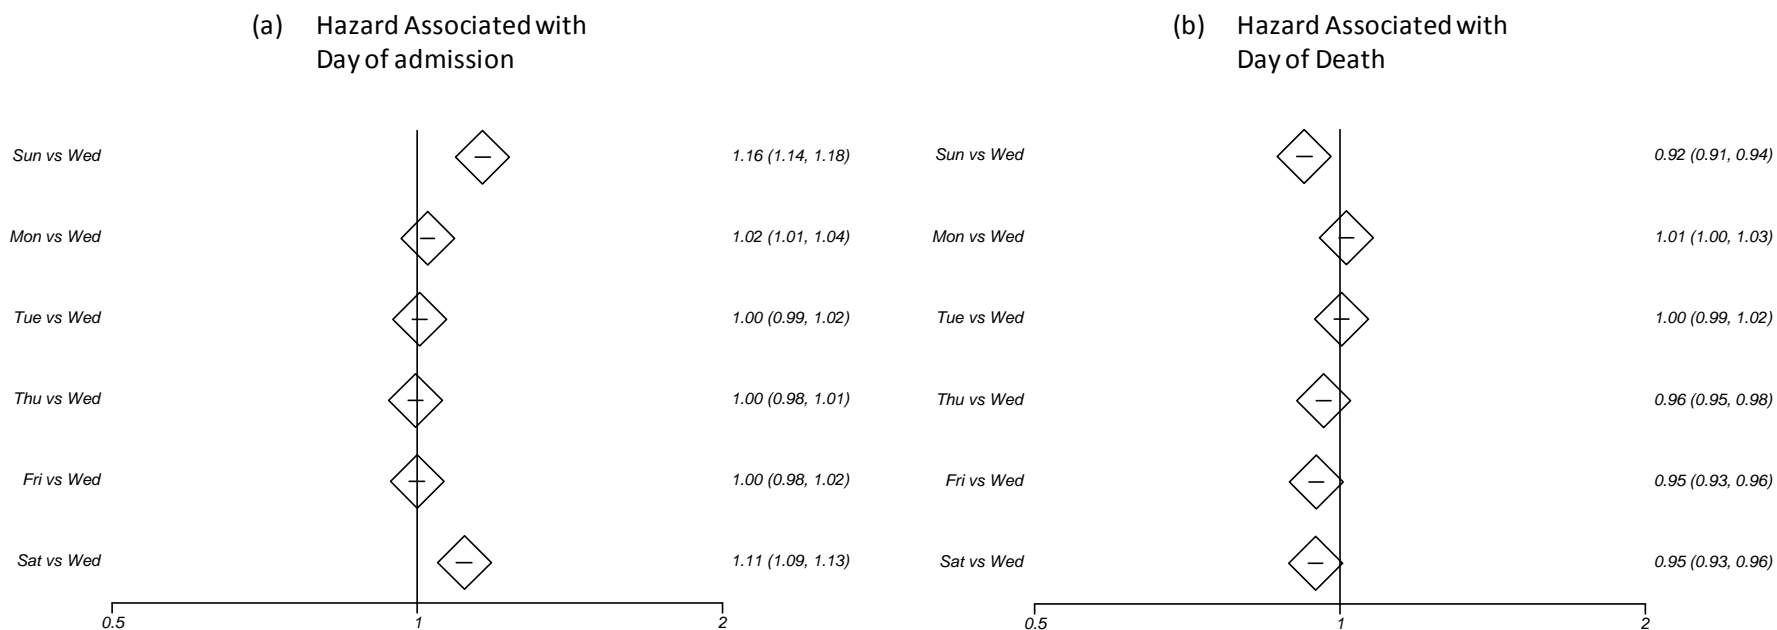 (a) Hazard Associated with
Day of admission
Sun vs Wed 1.16 (1.14, 1.18)
Mon vs Wed 1.02 (1.01, 1.04)
Tue vs Wed 1.00 (0.99, 1.02)
Thu vs Wed 1.00 (0.98, 1.01)
Fri vs Wed 1.00 (0.98, 1.02)
Sat vs Wed 1.11 (1.09, 1.13)
0.5 1 2
(b) Hazard Associated with
Day of Death
Sun vs Wed 0.92 (0.91, 0.94)
Mon vs Wed 1.01 (1.00, 1.03)
Tue vs Wed 1.00 (0.99, 1.02)
Thu vs Wed 0.96 (0.95, 0.98)
Fri vs Wed 0.95 (0.93, 0.96)
Sat vs Wed 0.95 (0.93, 0.96)
0.5 1 2